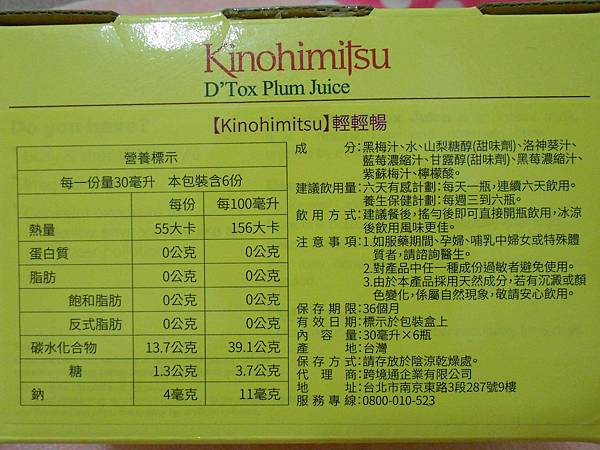 Kinohimitsu
D'Tox Plum Juice
【Kinohimitsu】輕輕暢
營養標示
每一份量30毫升 本包裝含6份
每份 每100毫升
熱量 55大卡 156大卡
蛋白質 0公克 0公克
脂肪 0公克 0公克
飽和脂肪 0公克 0公克
反式脂肪 0公克 0公克
碳水化合物 13.7公克 39.1公克
糖 1.3公克 3.7公克
鈉 4毫克 11毫克
成分:黑梅汁、水、山梨糖醇(甜味劑)、洛神葵汁、
藍莓濃縮汁、甘露醇(甜味劑)、黑莓濃縮汁、
紫蘇梅汁、檸檬酸。
建議飲用量:六天有感計劃:每天一瓶,連續六天飲用。
養生保健計劃:每週三到六瓶。
飲用方式:建議餐後,搖勻後即可直接開瓶飲用,冰涼
後飲用風味更佳。
注意事項:1.如服藥期間、孕婦、哺乳中婦女或特殊體
質者,請諮詢醫生。
2.對產品中任一種成份過敏者避免使用。
3.由於本產品採用天然成分,若有沉澱或顏
色變化,係屬自然現象,敬請安心飲用。
保存期限:36個月
有效日期:標示於包裝盒上
內容量:30毫升×6瓶
產地:台灣
保存方式:請存放於陰涼乾燥處。
代理商:跨境通企業有限公司
地址:台北市南京東路3段287號9樓
服務專線:0800-010-523